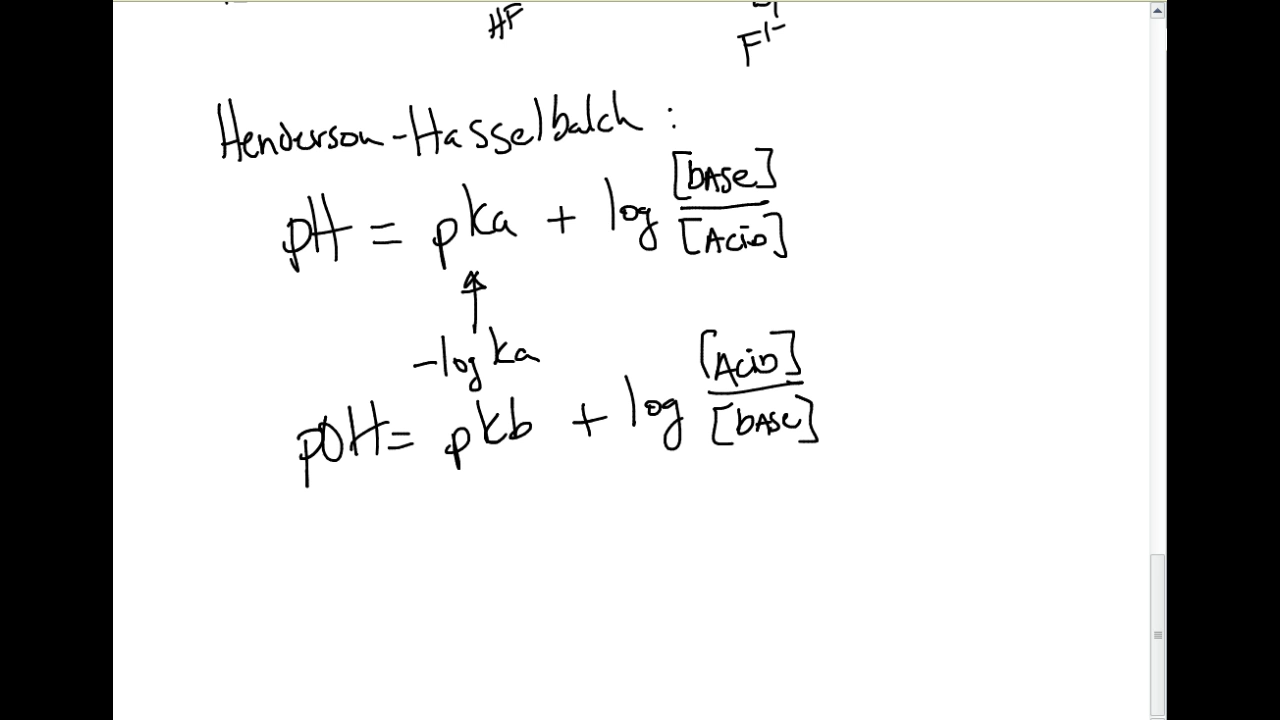 HF
F1-
Henderson-Hasselbalch :
pH = pka + log [bASe]/[Acid]
-log ka
pOH = pkb + log [Acid]/[bASe]